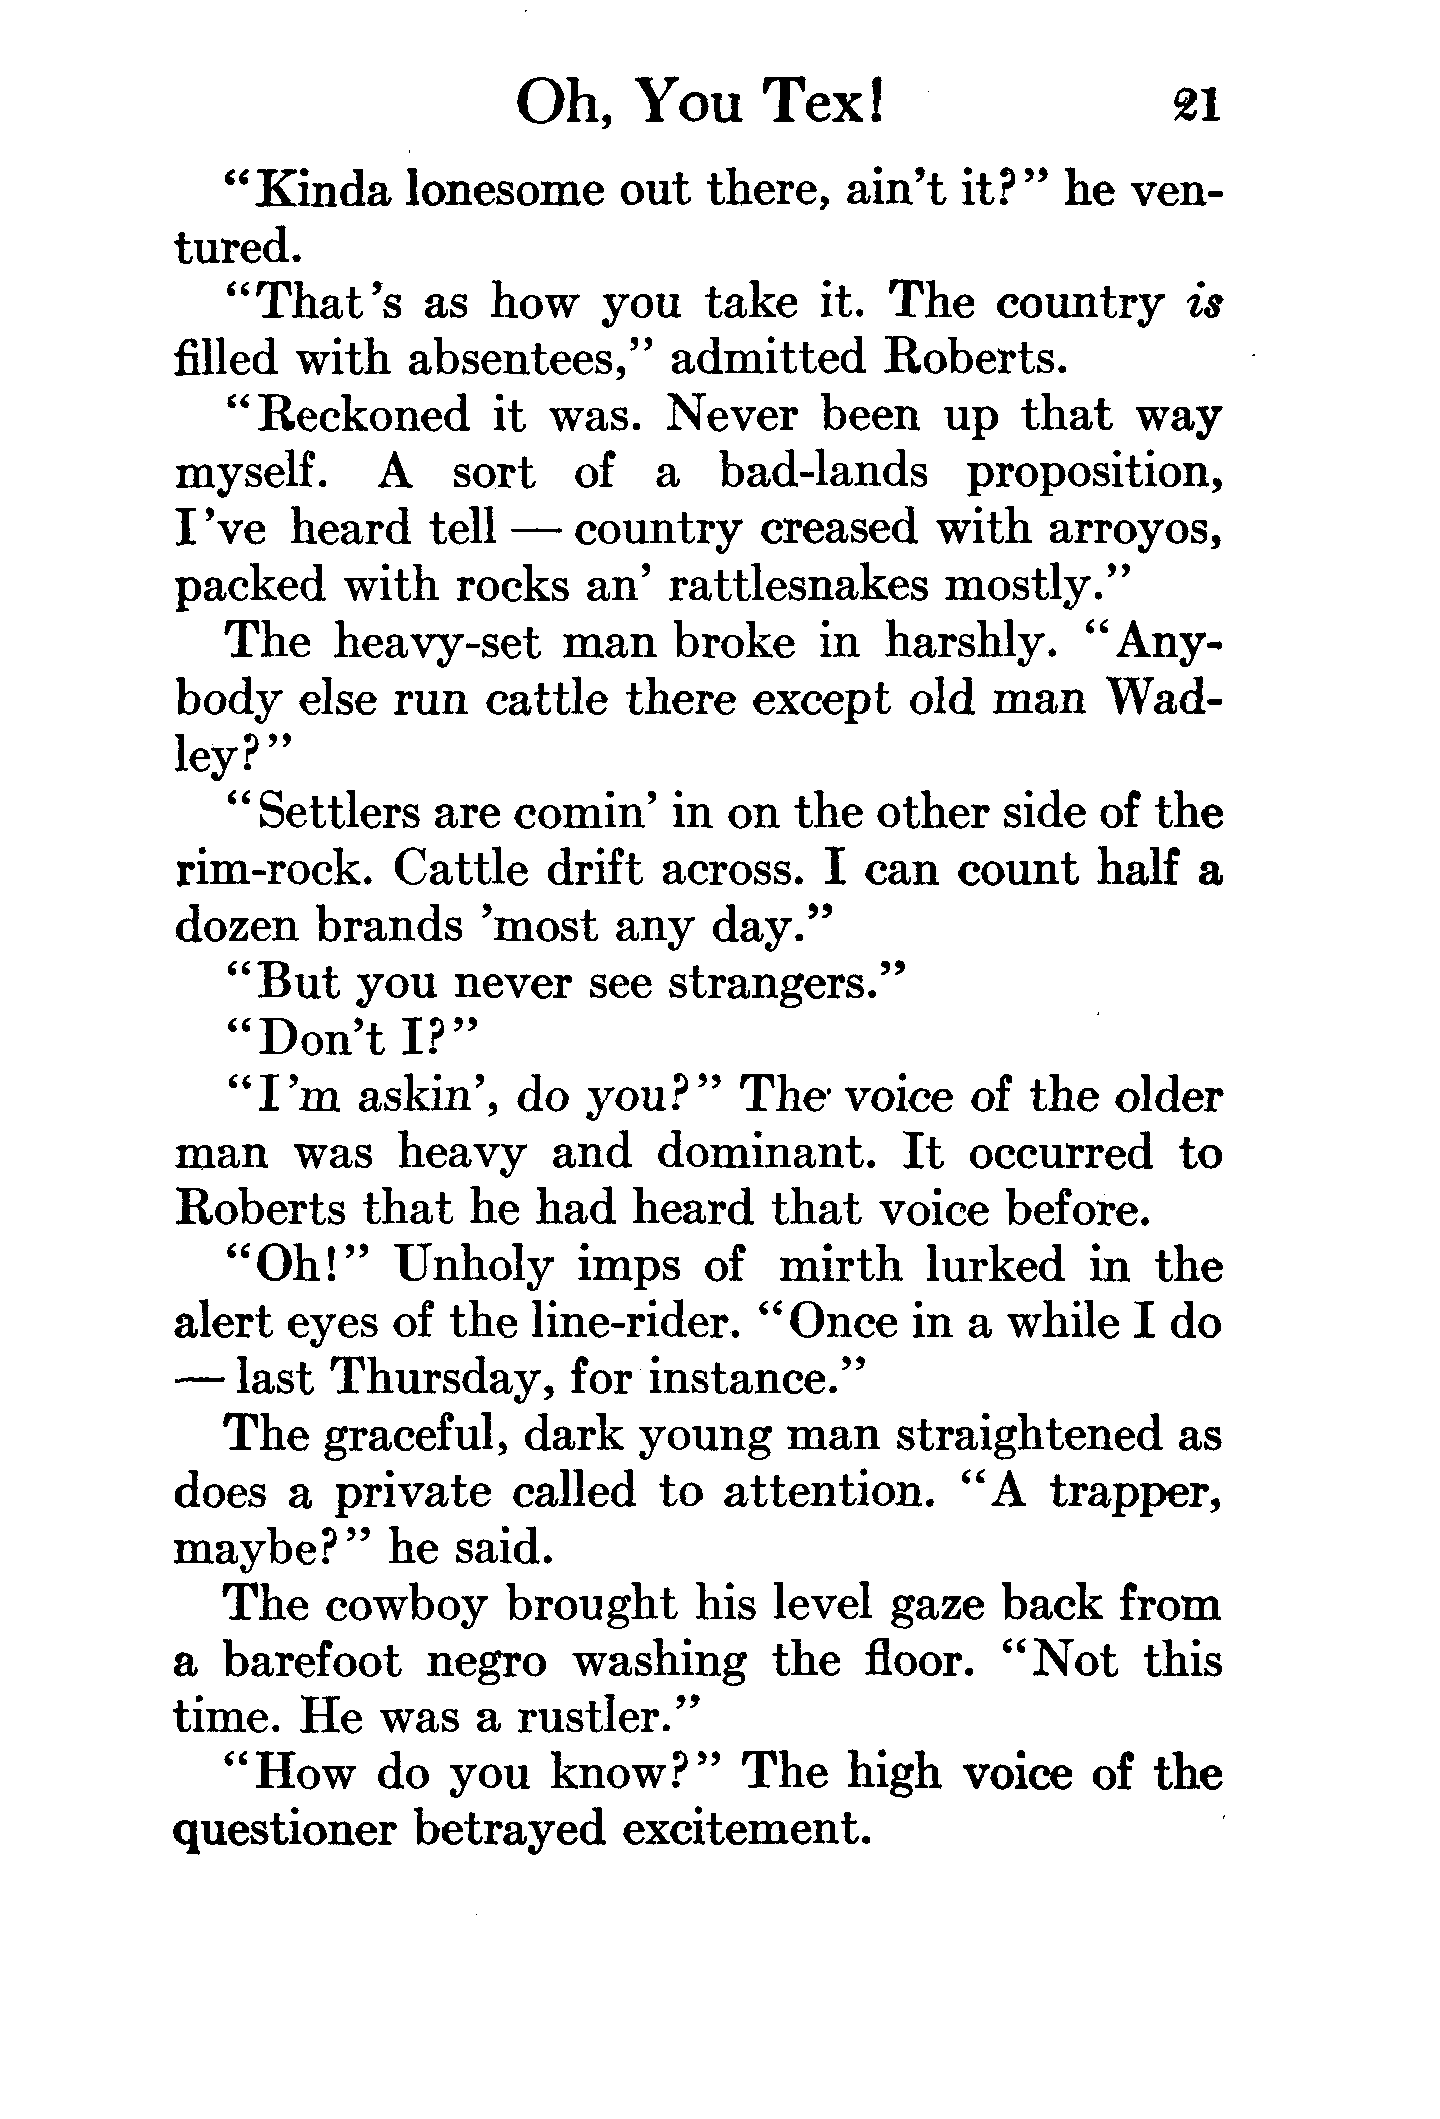 Oh, You Tex! 21
“Kinda lonesome out there, ain’t it?” he ven-
tured.
“That’s as how you take it. The country is
filled with absentees,” admitted Roberts.
“Reckoned it was. Never been up that way
myself. A sort of a bad-lands proposition,
I’ve heard tell — country creased with arroyos,
packed with rocks an’ rattlesnakes mostly.”
The heavy-set man broke in harshly. “Any-
body else run cattle there except old man Wad-
ley?”
“Settlers are comin’ in on the other side of the
rim-rock. Cattle drift across. I can count half a
dozen brands ’most any day.”
“But you never see strangers.”
“Don’t I?”
“I’m askin’, do you?” The voice of the older
man was heavy and dominant. It occurred to
Roberts that he had heard that voice before.
“Oh!” Unholy imps of mirth lurked in the
alert eyes of the line-rider. “Once in a while I do
— last Thursday, for instance.”
The graceful, dark young man straightened as
does a private called to attention. “A trapper,
maybe?” he said.
The cowboy brought his level gaze back from
a barefoot negro washing the floor. “Not this
time. He was a rustler.”
“How do you know?” The high voice of the
questioner betrayed excitement.